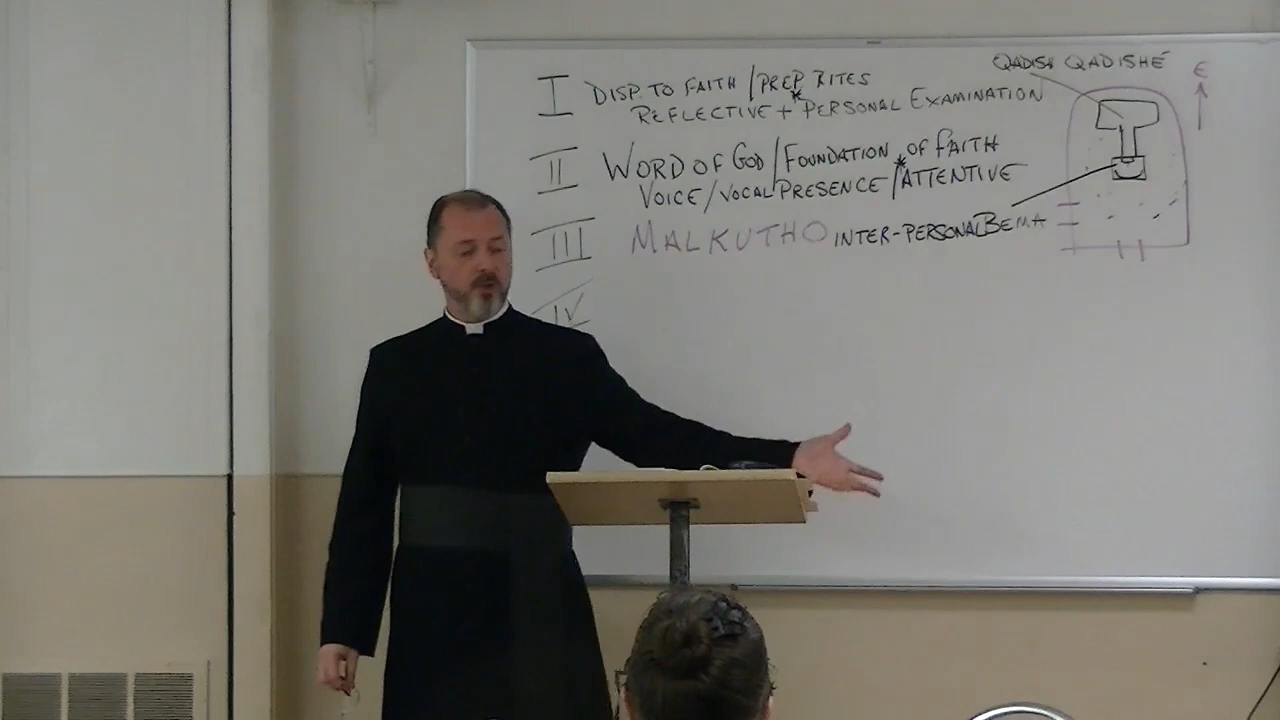 I DISP. TO FAITH / PREP RITES
* REFLECTIVE + PERSONAL EXAMINATION
II WORD OF GOD / FOUNDATION OF FAITH
* VOICE / VOCAL PRESENCE / ATTENTIVE
III MALKUTHO INTER-PERSONAL
IV
QADISH QADISHÉ
E
BEMA